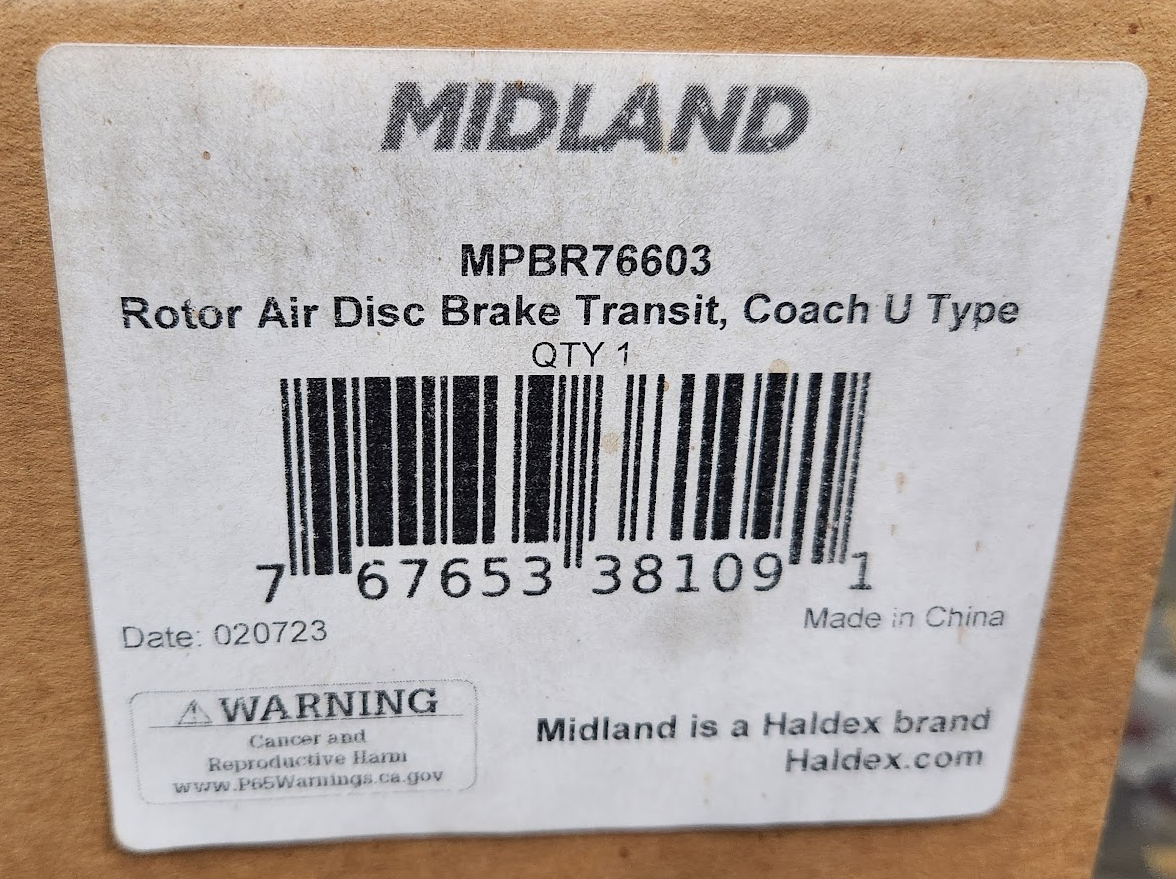 MIDLAND
MPBR76603
Rotor Air Disc Brake Transit, Coach U Type
QTY 1
7 67653 38109 1
Date: 020723
Made in China
⚠ WARNING
Cancer and
Reproductive Harm
www.P65Warnings.ca.gov
Midland is a Haldex brand
Haldex.com